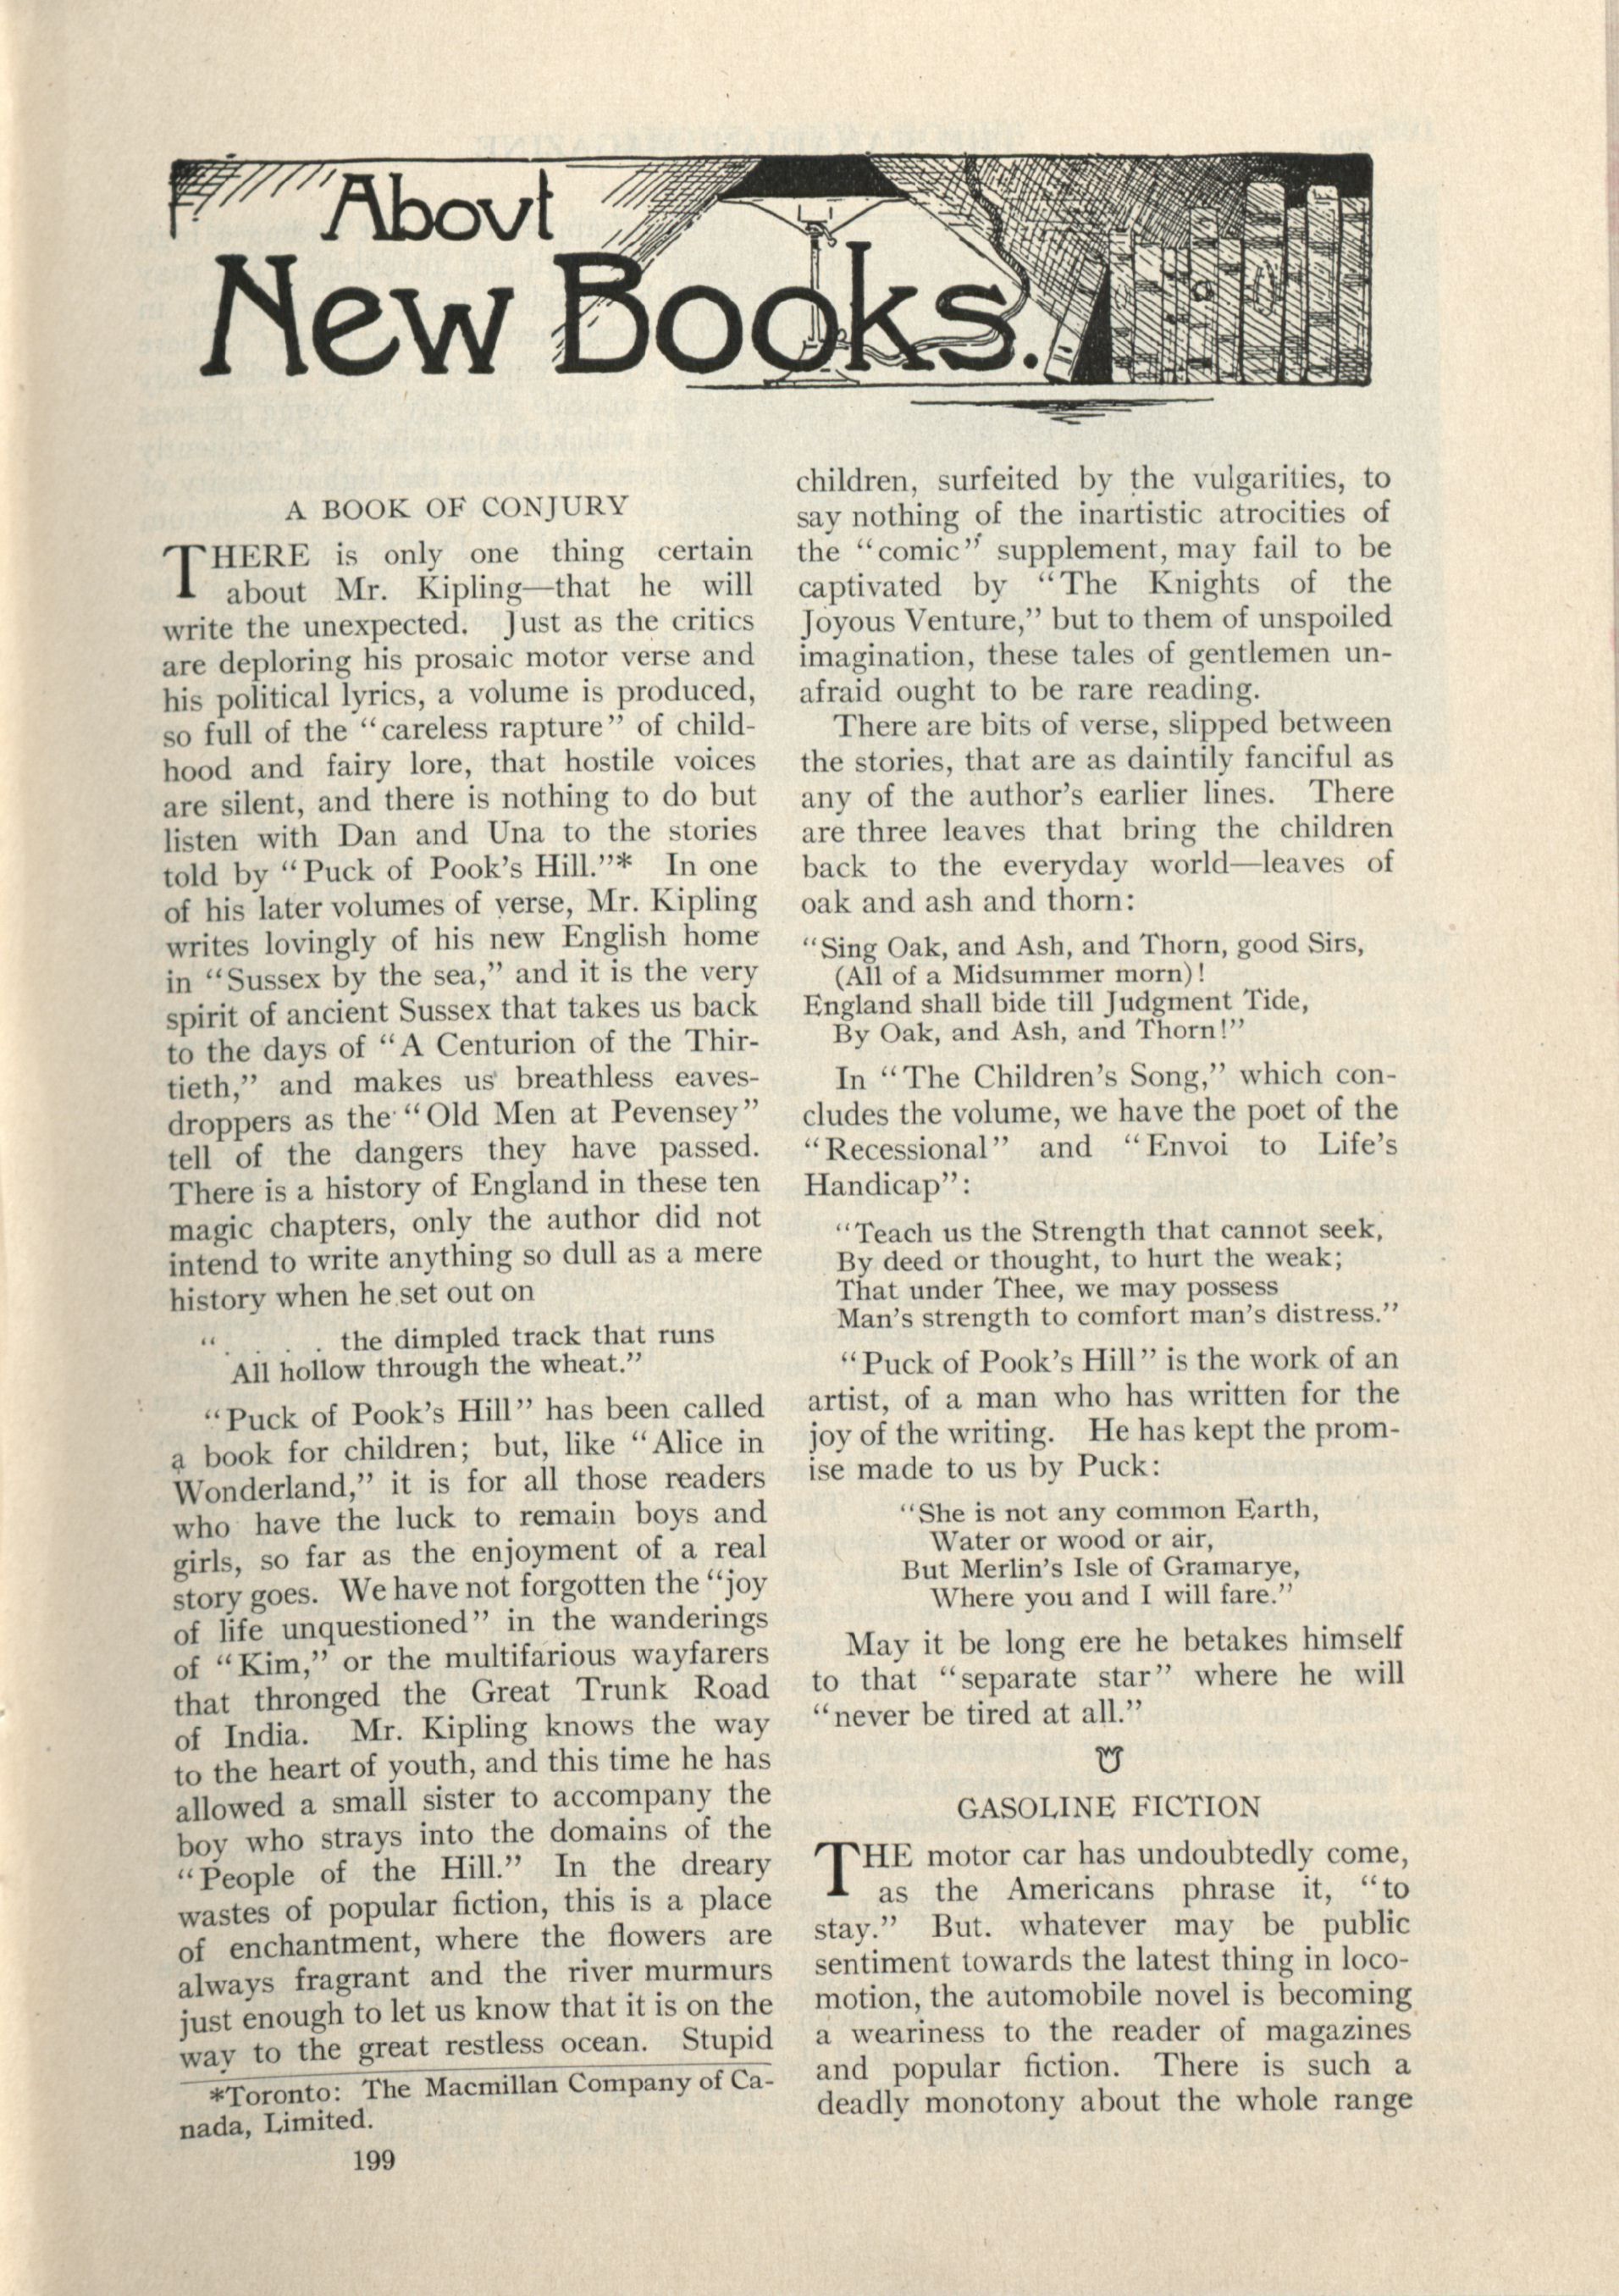 About
New Books.
A BOOK OF CONJURY
THERE is only one thing certain
about Mr. Kipling—that he will
write the unexpected. Just as the critics
are deploring his prosaic motor verse and
his political lyrics, a volume is produced,
so full of the “careless rapture” of child-
hood and fairy lore, that hostile voices
are silent, and there is nothing to do but
listen with Dan and Una to the stories
told by “Puck of Pook's Hill.”* In one
of his later volumes of verse, Mr. Kipling
writes lovingly of his new English home
in “Sussex by the sea,” and it is the very
spirit of ancient Sussex that takes us back
to the days of “A Centurion of the Thir-
tieth,” and makes us breathless eaves-
droppers as the “Old Men at Pevensey”
tell of the dangers they have passed.
There is a history of England in these ten
magic chapters, only the author did not
intend to write anything so dull as a mere
history when he set out on
“ . . . . the dimpled track that runs
All hollow through the wheat.”
“Puck of Pook's Hill” has been called
a book for children; but, like “Alice in
Wonderland,” it is for all those readers
who have the luck to remain boys and
girls, so far as the enjoyment of a real
story goes. We have not forgotten the “joy
of life unquestioned” in the wanderings
of “Kim,” or the multifarious wayfarers
that thronged the Great Trunk Road
of India. Mr. Kipling knows the way
to the heart of youth, and this time he has
allowed a small sister to accompany the
boy who strays into the domains of the
“People of the Hill.” In the dreary
wastes of popular fiction, this is a place
of enchantment, where the flowers are
always fragrant and the river murmurs
just enough to let us know that it is on the
way to the great restless ocean. Stupid
*Toronto: The Macmillan Company of Ca-
nada, Limited.
199
children, surfeited by the vulgarities, to
say nothing of the inartistic atrocities of
the “comic” supplement, may fail to be
captivated by “The Knights of the
Joyous Venture,” but to them of unspoiled
imagination, these tales of gentlemen un-
afraid ought to be rare reading.
There are bits of verse, slipped between
the stories, that are as daintily fanciful as
any of the author's earlier lines. There
are three leaves that bring the children
back to the everyday world—leaves of
oak and ash and thorn:
“Sing Oak, and Ash, and Thorn, good Sirs,
(All of a Midsummer morn)!
England shall bide till Judgment Tide,
By Oak, and Ash, and Thorn!”
In “The Children's Song,” which con-
cludes the volume, we have the poet of the
“Recessional” and “Envoi to Life's
Handicap”:
“Teach us the Strength that cannot seek,
By deed or thought, to hurt the weak;
That under Thee, we may possess
Man's strength to comfort man's distress.”
“Puck of Pook's Hill” is the work of an
artist, of a man who has written for the
joy of the writing. He has kept the prom-
ise made to us by Puck:
“She is not any common Earth,
Water or wood or air,
But Merlin's Isle of Gramarye,
Where you and I will fare.”
May it be long ere he betakes himself
to that “separate star” where he will
“never be tired at all.”
GASOLINE FICTION
THE motor car has undoubtedly come,
as the Americans phrase it, “to
stay.” But. whatever may be public
sentiment towards the latest thing in loco-
motion, the automobile novel is becoming
a weariness to the reader of magazines
and popular fiction. There is such a
deadly monotony about the whole range